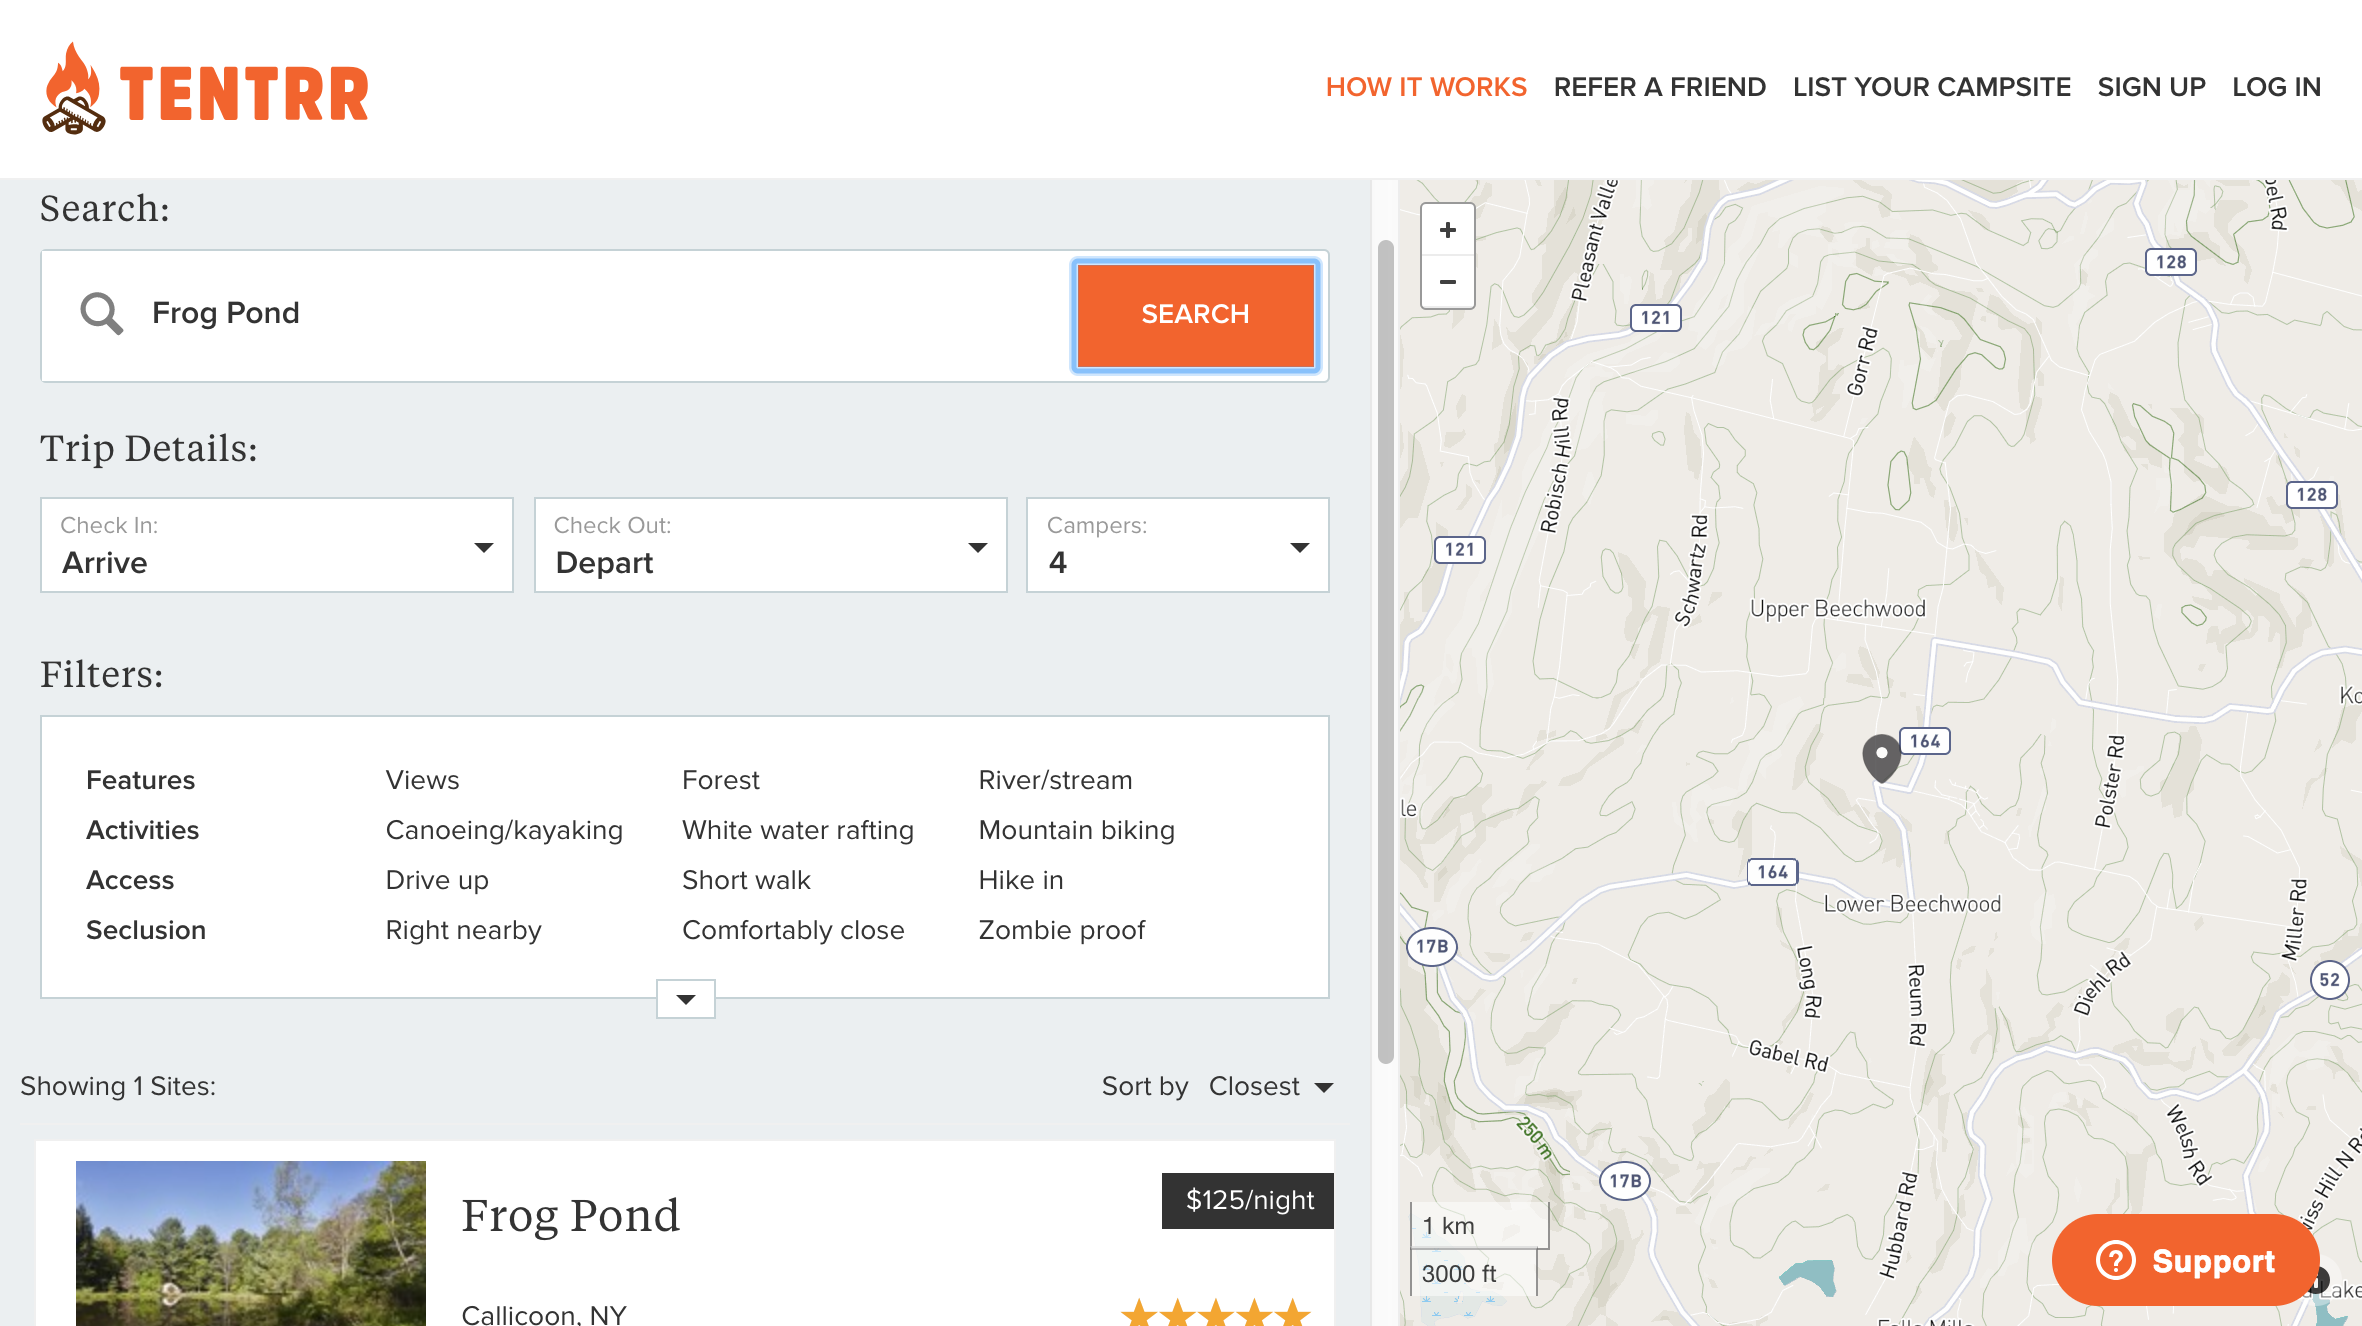 TENTRR
HOW IT WORKS REFER A FRIEND LIST YOUR CAMPSITE SIGN UP LOG IN
Search:
Frog Pond
SEARCH
Trip Details:
Check In:
Arrive
Check Out:
Depart
Campers:
4
Filters:
Features Views Forest River/stream
Activities Canoeing/kayaking White water rafting Mountain biking
Access Drive up Short walk Hike in
Seclusion Right nearby Comfortably close Zombie proof
Showing 1 Sites:
Sort by Closest
Frog Pond
$125/night
Callicoon, NY
+
−
Pleasant Valle
bel Rd
128
121
Gorr Rd
Robisch Hill Rd
128
121
Schwartz Rd
Upper Beechwood
Ko
164
Polster Rd
le
164
Lower Beechwood
Miller Rd
17B
Long Rd
Reum Rd
Diehl Rd
52
Gabel Rd
250 m
Welsh Rd
17B
Hubbard Rd
wiss Hill N Rd
1 km
3000 ft
Support
Lake